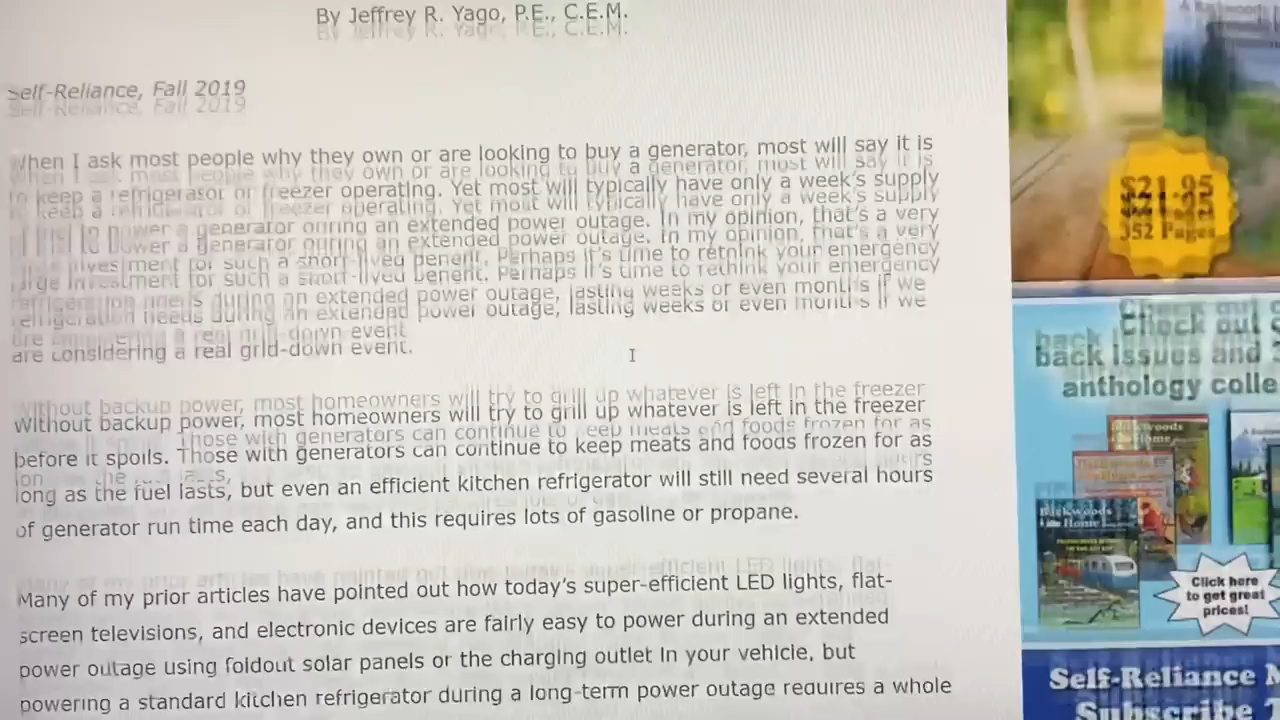 By Jeffrey R. Yago, P.E., C.E.M.
Self-Reliance, Fall 2019
When I ask most people why they own or are looking to buy a generator, most will say it is
to keep a refrigerator or freezer operating. Yet most will typically have only a week's supply
of fuel to power a generator during an extended power outage. In my opinion, that's a very
large investment for such a short-lived benefit. Perhaps it's time to rethink your emergency
refrigeration needs during an extended power outage, lasting weeks or even months if we
are considering a real grid-down event.
Without backup power, most homeowners will try to grill up whatever is left in the freezer
before it spoils. Those with generators can continue to keep meats and foods frozen for as
long as the fuel lasts, but even an efficient kitchen refrigerator will still need several hours
of generator run time each day, and this requires lots of gasoline or propane.
Many of my prior articles have pointed out how today's super-efficient LED lights, flat-
screen televisions, and electronic devices are fairly easy to power during an extended
power outage using foldout solar panels or the charging outlet in your vehicle, but
powering a standard kitchen refrigerator during a long-term power outage requires a whole
$21.95
352 Pages
Check out
back issues and
anthology colle
Backwoods
Home
Click here
to get great
prices!
Self-Reliance M
Subscribe